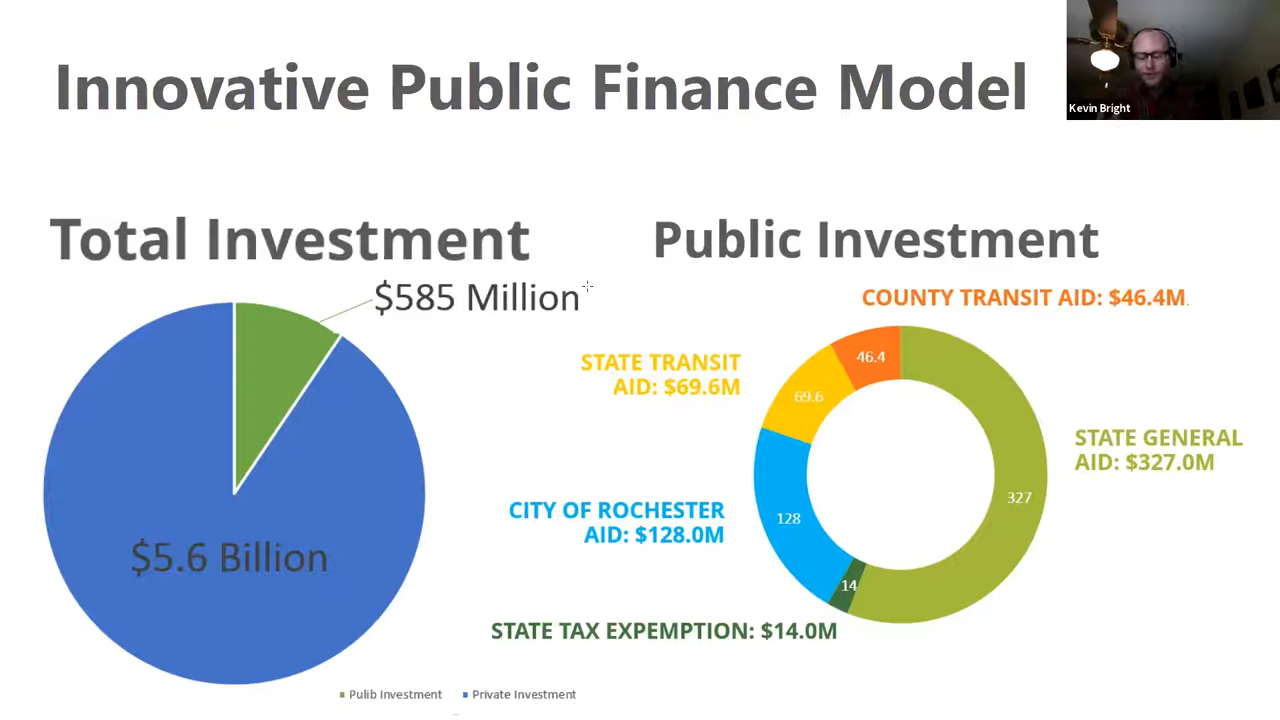 Innovative Public Finance Model
Kevin Bright
Total Investment
$585 Million
$5.6 Billion
Pulib Investment
Private Investment
Public Investment
COUNTY TRANSIT AID: $46.4M.
STATE TRANSIT
AID: $69.6M
46.4
69.6
STATE GENERAL
AID: $327.0M
327
CITY OF ROCHESTER
AID: $128.0M
128
14
STATE TAX EXPEMPTION: $14.0M